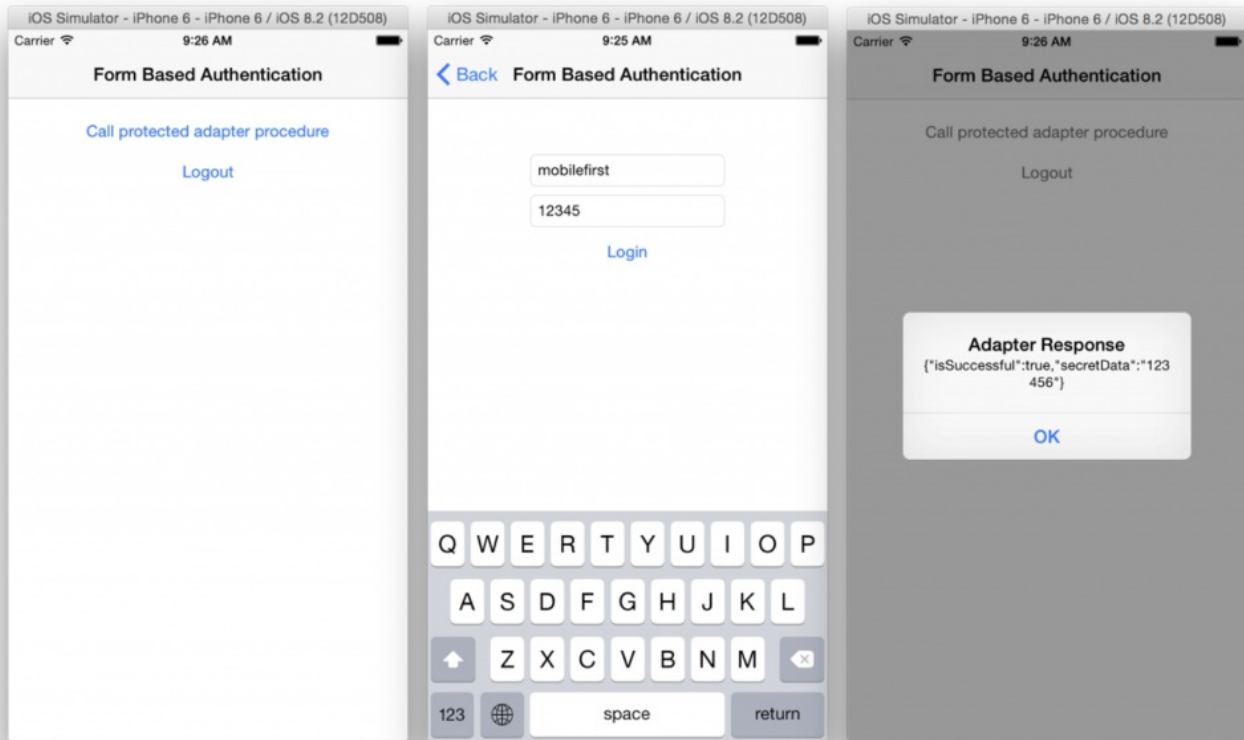 iOS Simulator - iPhone 6 - iPhone 6 / iOS 8.2 (12D508)
Carrier 9:26 AM
Form Based Authentication
Call protected adapter procedure
Logout
iOS Simulator - iPhone 6 - iPhone 6 / iOS 8.2 (12D508)
Carrier 9:25 AM
Back Form Based Authentication
mobilefirst
12345
Login
Q W E R T Y U I O P
A S D F G H J K L
Z X C V B N M
123 space return
iOS Simulator - iPhone 6 - iPhone 6 / iOS 8.2 (12D508)
Carrier 9:26 AM
Form Based Authentication
Call protected adapter procedure
Logout
Adapter Response
{"isSuccessful":true,"secretData":"123
456"}
OK